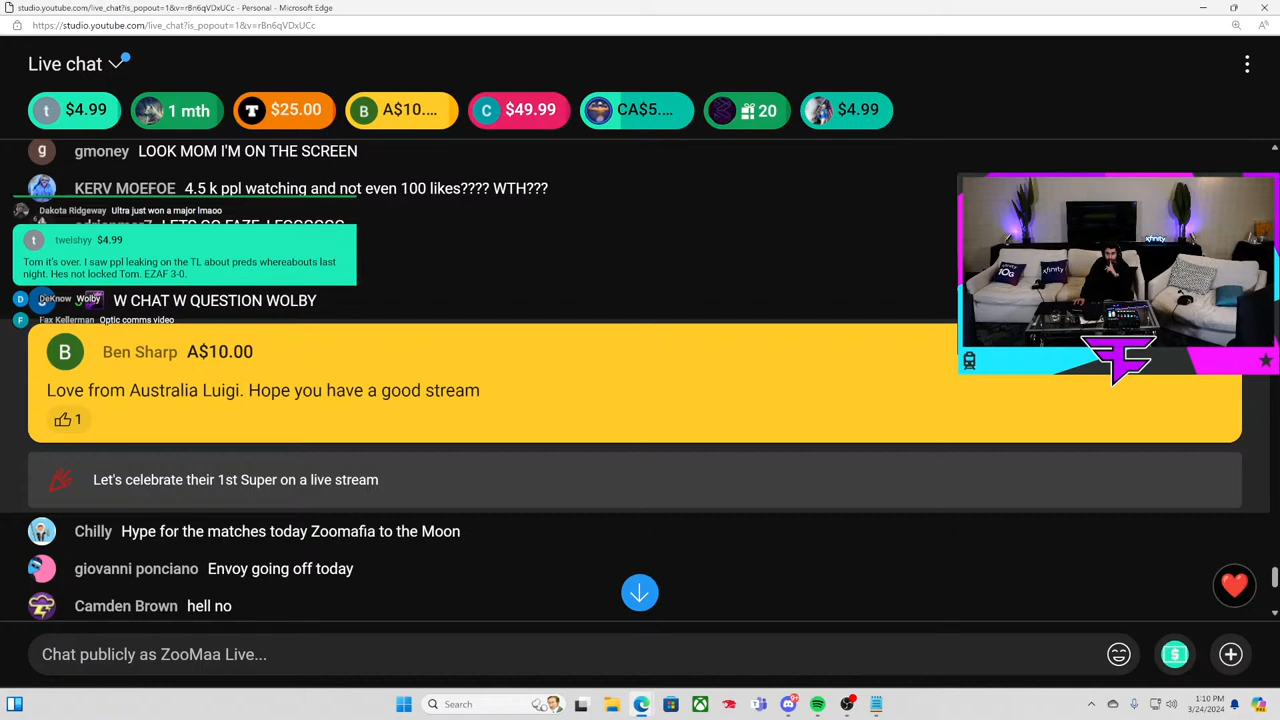 studio.youtube.com/live_chat?is_popout=1&v=rBn6qVDxUCc - Personal - Microsoft Edge
https://studio.youtube.com/live_chat?is_popout=1&v=rBn6qVDxUCc
Live chat
t $4.99
1 mth
T $25.00
B A$10....
C $49.99
CA$5....
20
$4.99
g gmoney LOOK MOM I'M ON THE SCREEN
KERV MOEFOE 4.5 k ppl watching and not even 100 likes???? WTH???
Dakota Ridgeway Ultra just won a major lmaoo
t twelshyy $4.99
Tom it's over. I saw ppl leaking on the TL about preds whereabouts last
night. Hes not locked Tom. EZAF 3-0.
D DeKnow Wolby W CHAT W QUESTION WOLBY
F Fax Kellerman Optic comms video
B Ben Sharp A$10.00
Love from Australia Luigi. Hope you have a good stream
1
Let's celebrate their 1st Super on a live stream
Chilly Hype for the matches today Zoomafia to the Moon
giovanni ponciano Envoy going off today
Camden Brown hell no
Chat publicly as ZooMaa Live...
xfinity
xfinity
Search
1:10 PM
3/24/2024